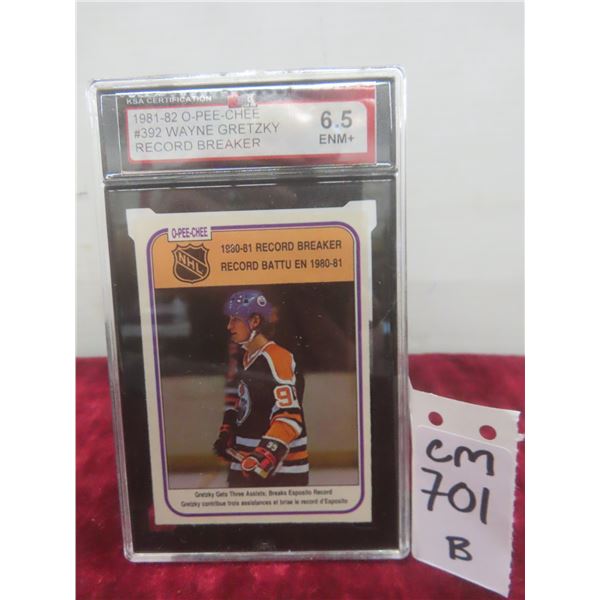 KSA CERTIFICATION
1981-82 O-PEE-CHEE
#392 WAYNE GRETZKY
RECORD BREAKER
6.5
ENM+
O-PEE-CHEE
NHL
1980-81 RECORD BREAKER
RECORD BATTU EN 1980-81
9
99
Gretzky Gets Three Assists; Breaks Esposito Record
Gretzky contribue trois assistances et brise le record d'Esposito
CM
701
B